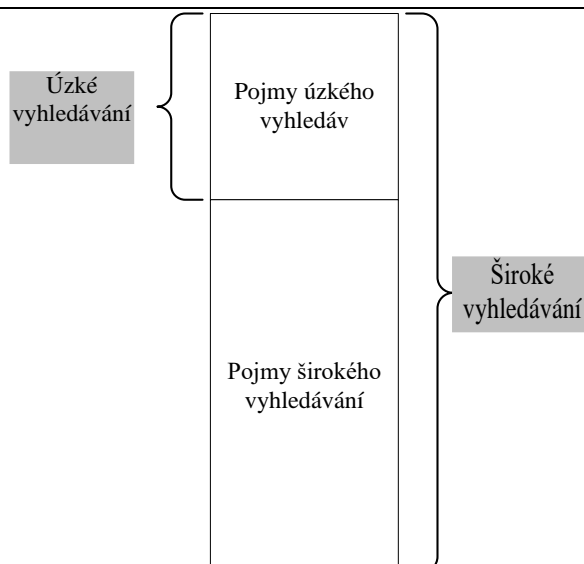 Úzké
vyhledávání
Pojmy úzkého
vyhledáv
Široké
vyhledávání
Pojmy širokého
vyhledávání